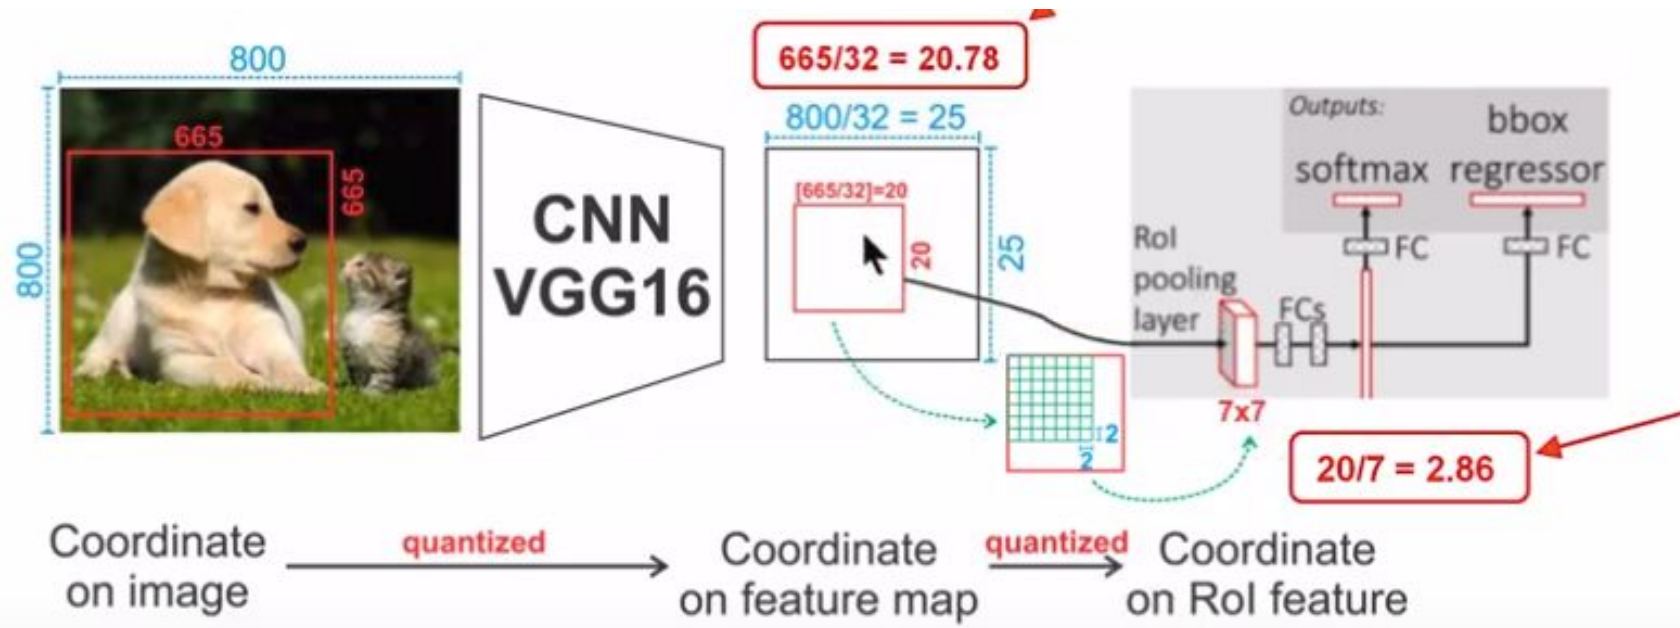 800
800
665
665
CNN
VGG16
665/32 = 20.78
800/32 = 25
25
[665/32]=20
20
2
2
RoI
pooling
layer
7x7
FCs
Outputs:
softmax
bbox
regressor
FC
FC
20/7 = 2.86
Coordinate
on image
quantized
Coordinate
on feature map
quantized
Coordinate
on RoI feature